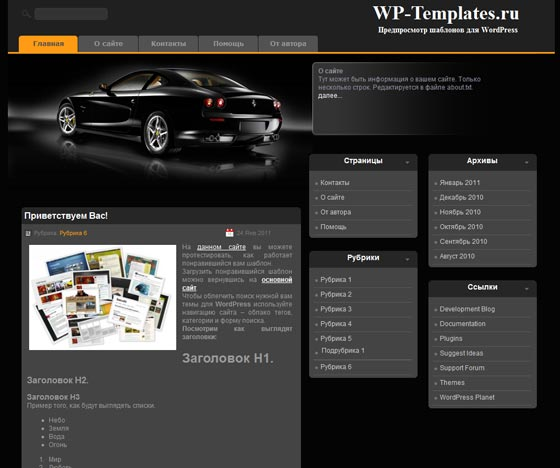 WP-Templates.ru
Предпросмотр шаблонов для WordPress
Главная
О сайте
Контакты
Помощь
От автора
О сайте
Тут может быть информация о вашем сайте. Только
несколько строк. Редактируется в файле about.txt.
далее...
Страницы
Контакты
О сайте
От автора
Помощь
Архивы
Январь 2011
Декабрь 2010
Ноябрь 2010
Октябрь 2010
Сентябрь 2010
Август 2010
Приветствуем Вас!
Рубрика: Рубрика 6
24 Янв 2011
На данном сайте вы можете
протестировать, как работает
понравившийся вам шаблон.
Загрузить понравившийся шаблон
можно вернувшись на основной
сайт.
Чтобы облегчить поиск нужной вам
темы для WordPress используйте
навигацию сайта – облако тегов,
категории и форму поиска.
Посмотрим как выглядят
заголовки:
Заголовок H1.
Заголовок H2.
Заголовок H3
Пример того, как будут выглядеть списки.
Небо
Земля
Вода
Огонь
1. Мир
2. Любовь
Рубрики
Рубрика 1
Рубрика 2
Рубрика 3
Рубрика 4
Рубрика 5
Подрубрика 1
Рубрика 6
Ссылки
Development Blog
Documentation
Plugins
Suggest Ideas
Support Forum
Themes
WordPress Planet